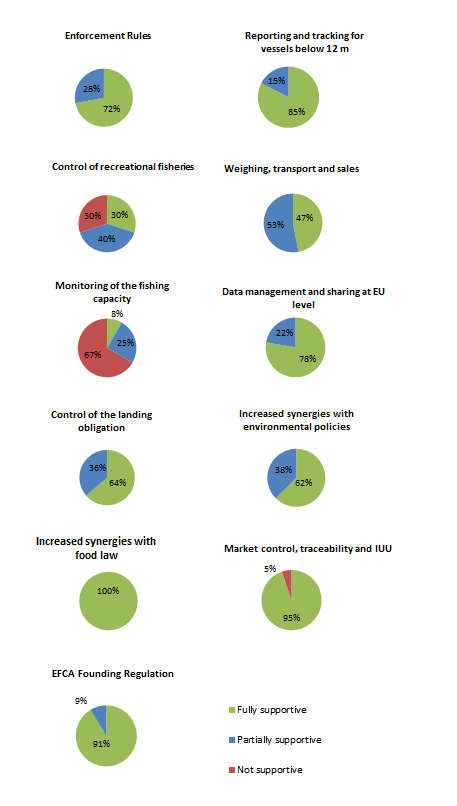 Enforcement Rules
28%
72%
Reporting and tracking for
vessels below 12 m
15%
85%
Control of recreational fisheries
30%
30%
40%
Weighing, transport and sales
53%
47%
Monitoring of the fishing
capacity
8%
25%
67%
Data management and sharing at EU
level
22%
78%
Control of the landing
obligation
36%
64%
Increased synergies with
environmental policies
38%
62%
Increased synergies with
food law
100%
Market control, traceability and IUU
5%
95%
EFCA Founding Regulation
9%
91%
Fully supportive
Partially supportive
Not supportive